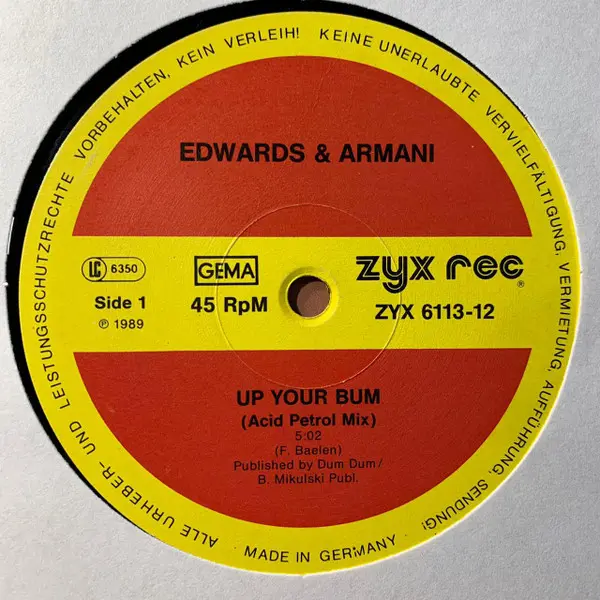 ALLE URHEBER- UND LEISTUNGSSCHUTZRECHTE VORBEHALTEN, KEIN VERLEIH! KEINE UNERLAUBTE VERVIELFÄLTIGUNG, VERMIETUNG, AUFFÜHRUNG, SENDUNG!
EDWARDS & ARMANI
LC 6350
GEMA
zyx rec ®
Side 1
45 RpM
ZYX 6113-12
℗ 1989
UP YOUR BUM
(Acid Petrol Mix)
5:02
(F. Baelen)
Published by Dum Dum/
B. Mikulski Publ.
MADE IN GERMANY